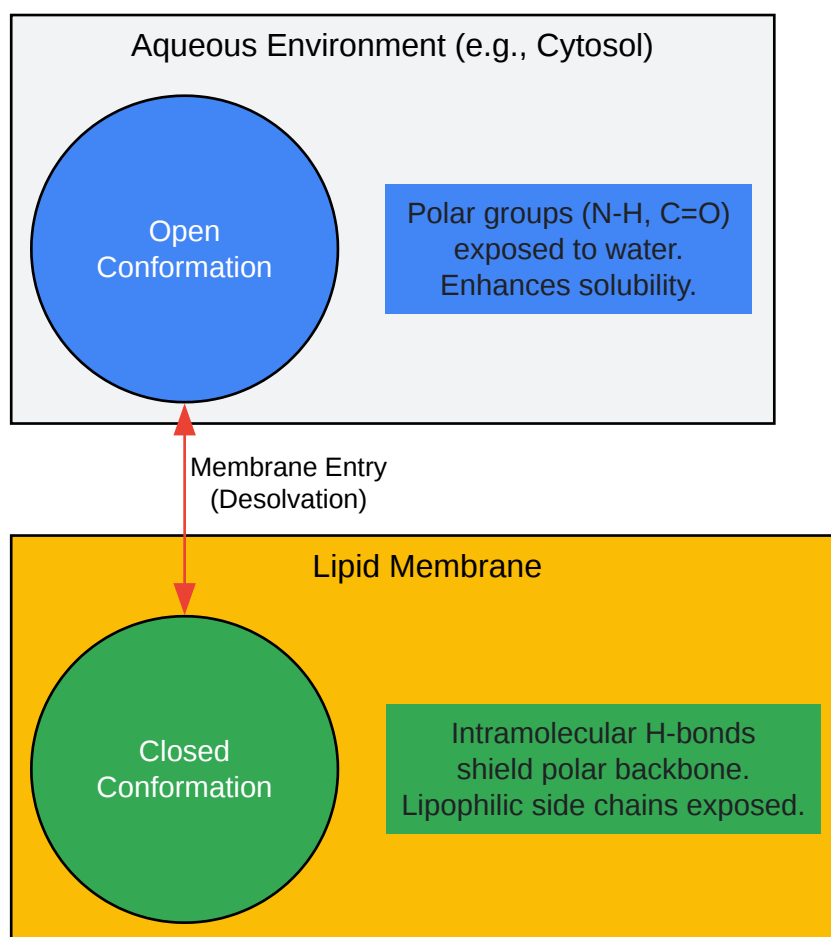 Aqueous Environment (e.g., Cytosol)
Open
Conformation
Polar groups (N-H, C=O)
exposed to water.
Enhances solubility.
Membrane Entry
(Desolvation)
Lipid Membrane
Closed
Conformation
Intramolecular H-bonds
shield polar backbone.
Lipophilic side chains exposed.